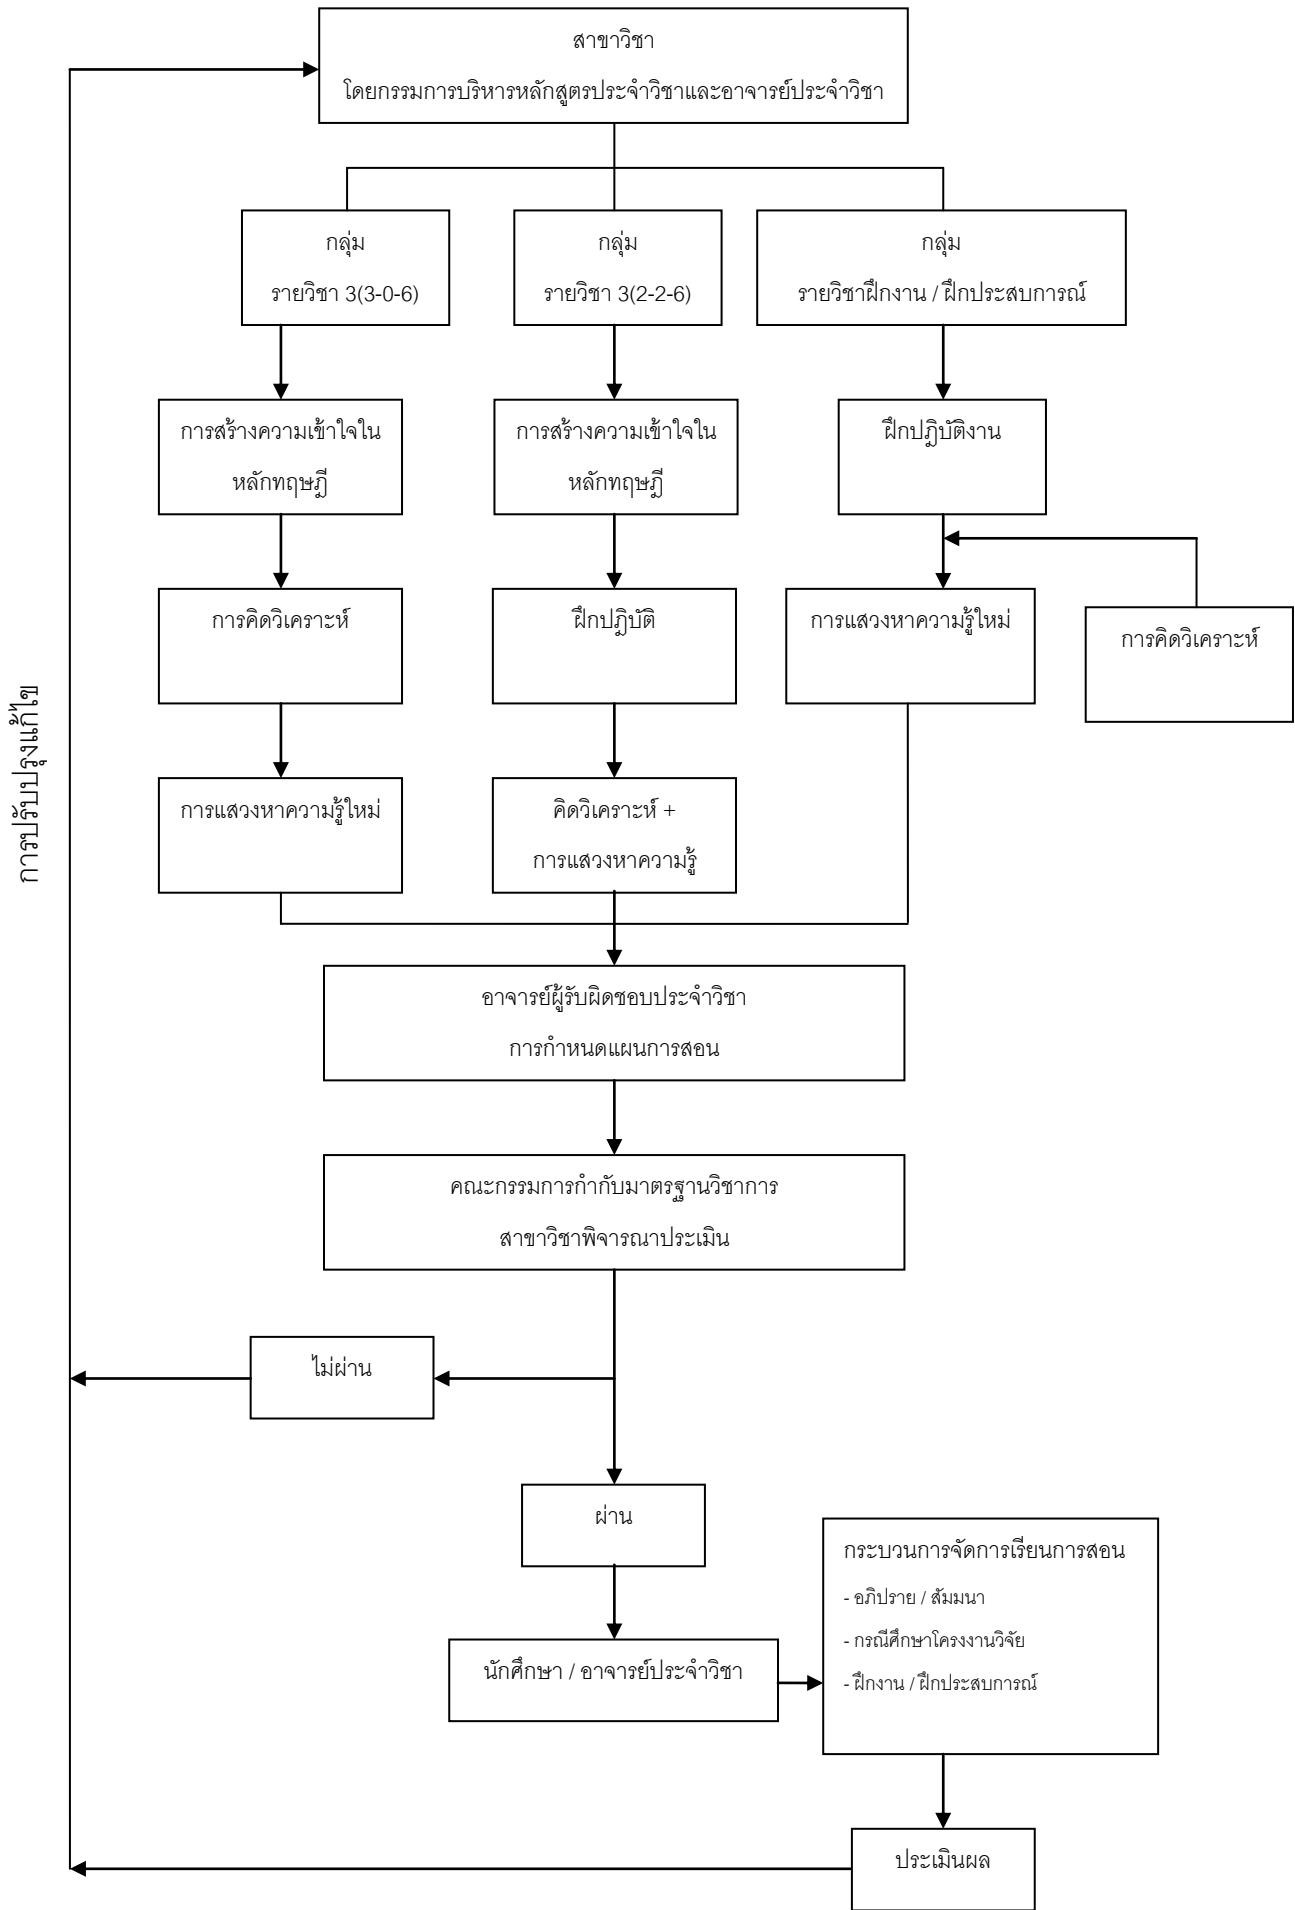 สาขาวิชา
โดยกรรมการบริหารหลักสูตรประจำวิชาและอาจารย์ประจำวิชา
กลุ่ม
รายวิชา 3(3-0-6)
กลุ่ม
รายวิชา 3(2-2-6)
กลุ่ม
รายวิชาฝึกงาน / ฝึกประสบการณ์
การสร้างความเข้าใจใน
หลักทฤษฎี
การสร้างความเข้าใจใน
หลักทฤษฎี
ฝึกปฏิบัติงาน
การคิดวิเคราะห์
ฝึกปฏิบัติ
การแสวงหาความรู้ใหม่
การคิดวิเคราะห์
การปรับปรุงแก้ไข
การแสวงหาความรู้ใหม่
คิดวิเคราะห์ +
การแสวงหาความรู้
อาจารย์ผู้รับผิดชอบประจำวิชา
การกำหนดแผนการสอน
คณะกรรมการกำกับมาตรฐานวิชาการ
สาขาวิชาพิจารณาประเมิน
ไม่ผ่าน
ผ่าน
กระบวนการจัดการเรียนการสอน
- อภิปราย / สัมมนา
- กรณีศึกษาโครงงานวิจัย
- ฝึกงาน / ฝึกประสบการณ์
นักศึกษา / อาจารย์ประจำวิชา
ประเมินผล